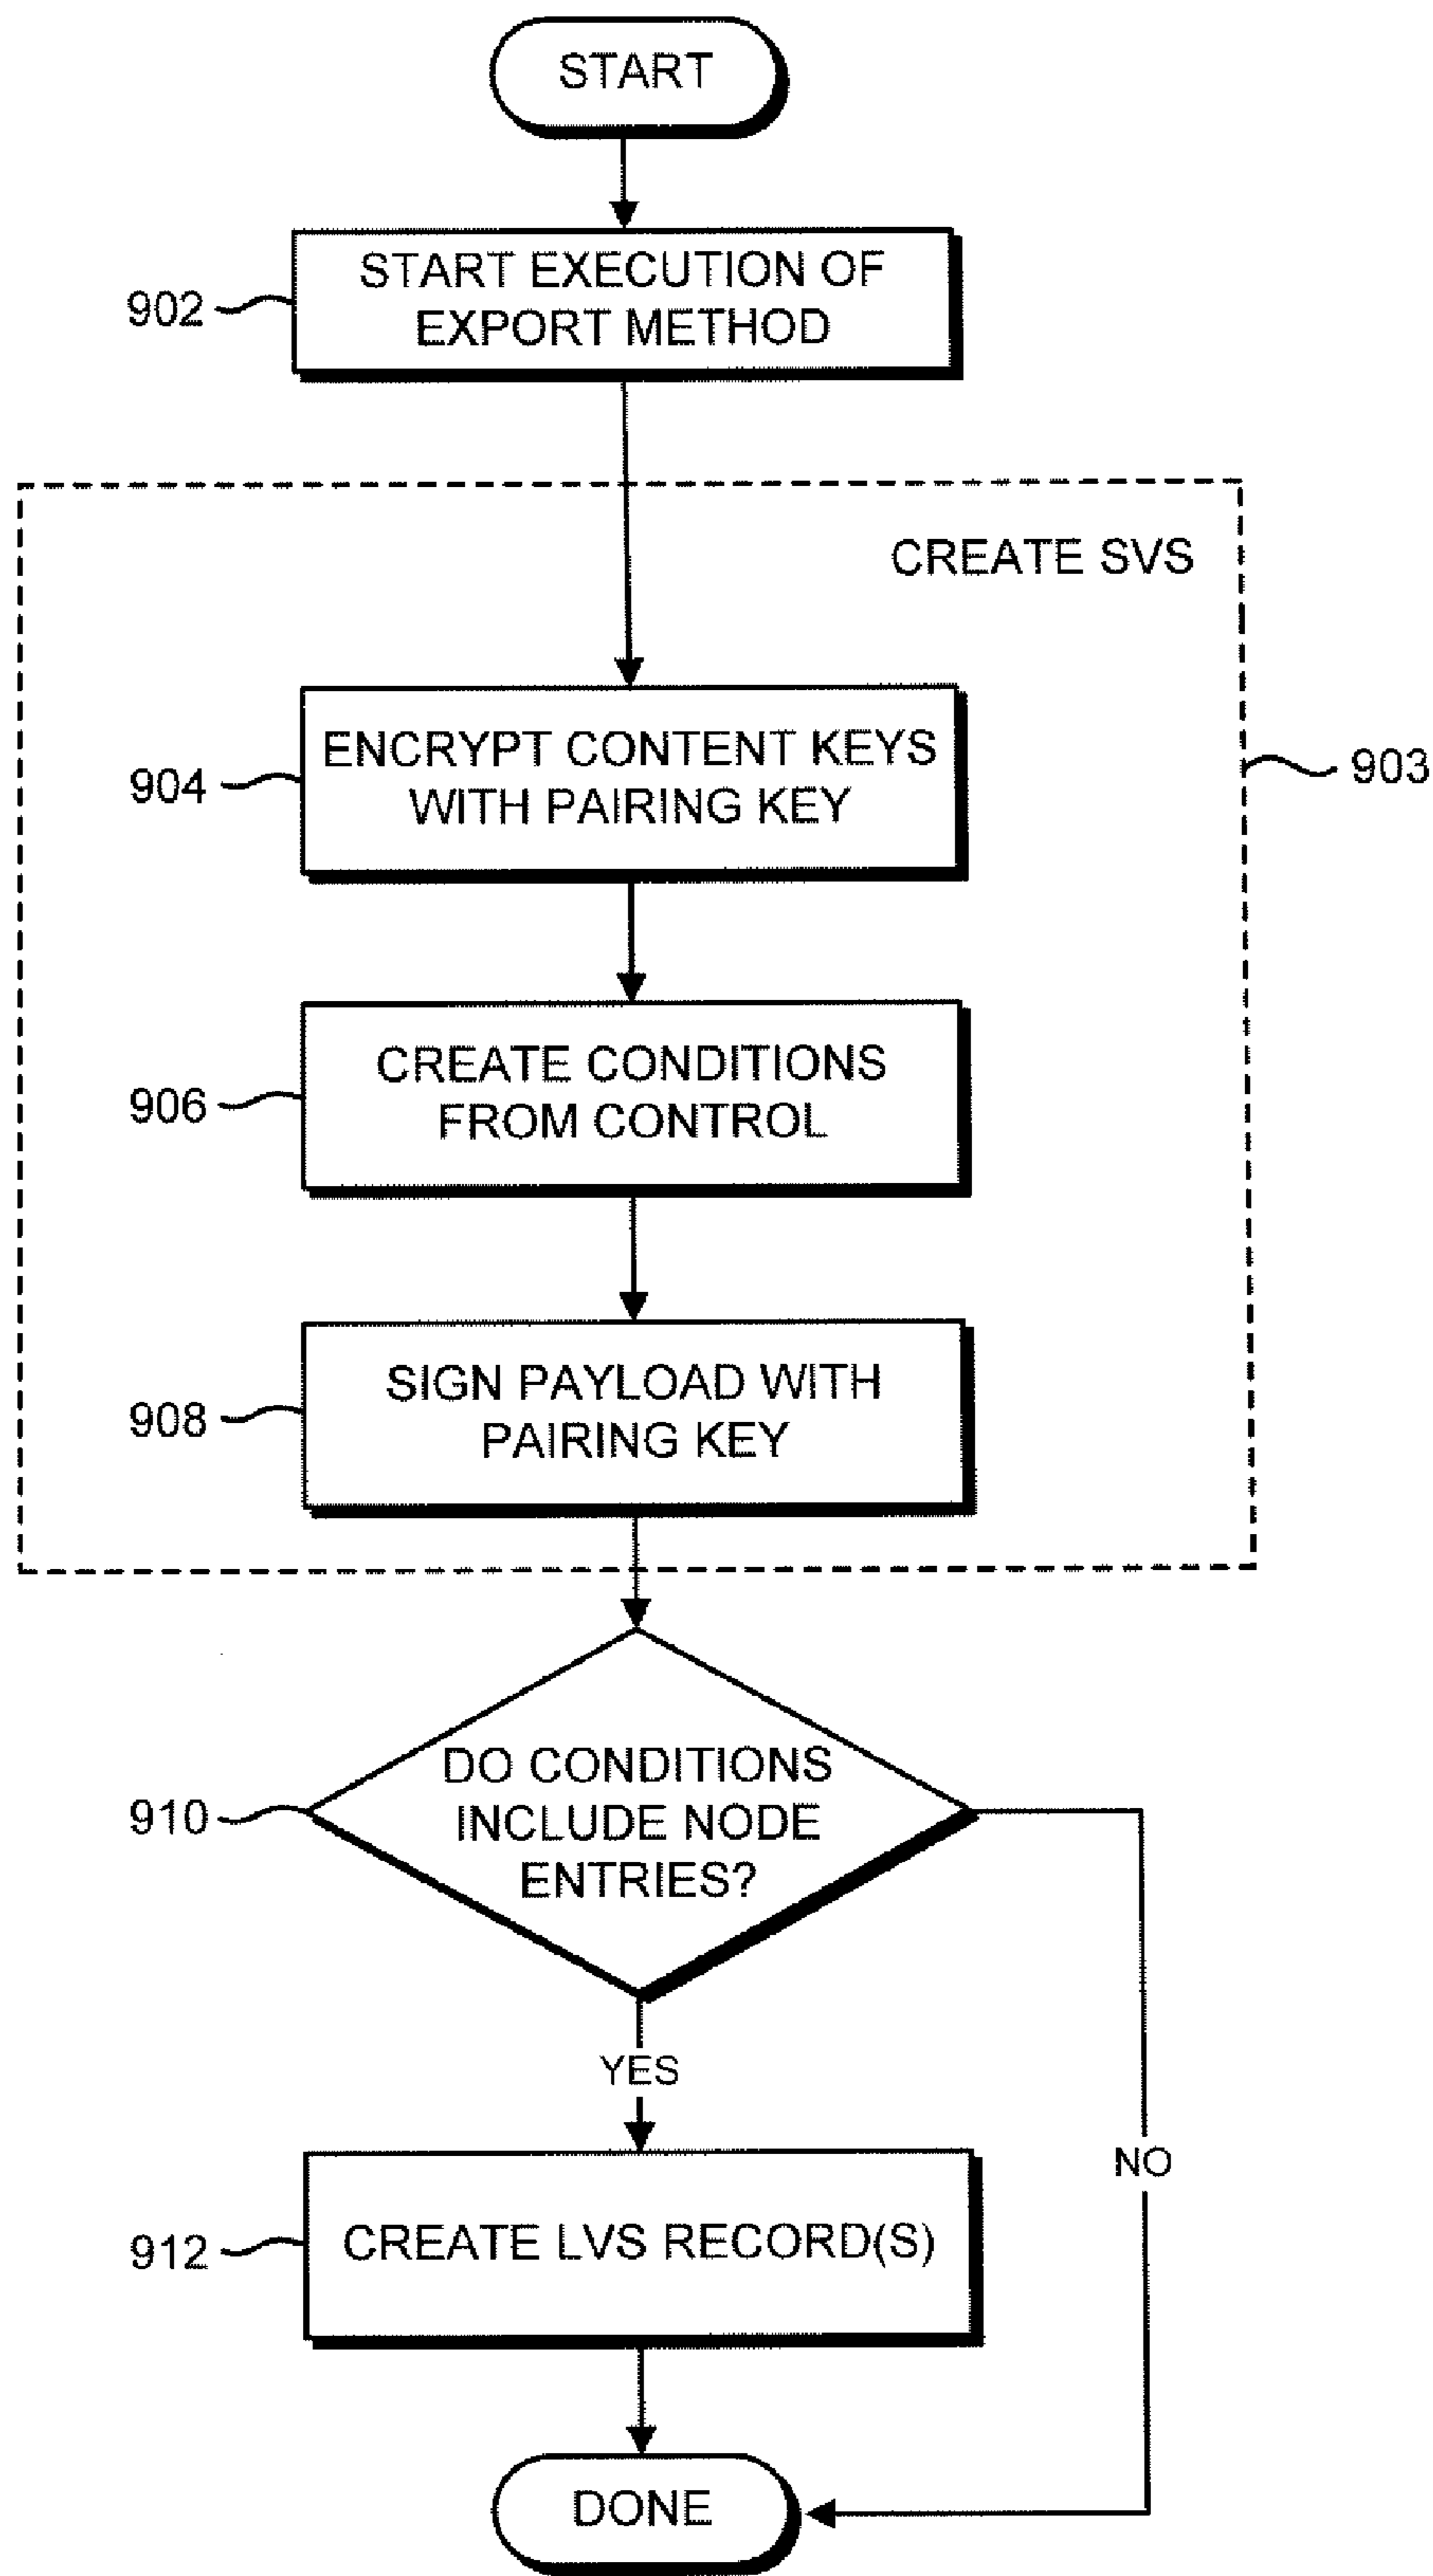 START
START EXECUTION OF
EXPORT METHOD
902
CREATE SVS
ENCRYPT CONTENT KEYS
WITH PAIRING KEY
904
903
CREATE CONDITIONS
FROM CONTROL
906
SIGN PAYLOAD WITH
PAIRING KEY
908
DO CONDITIONS
INCLUDE NODE
ENTRIES?
910
YES
NO
CREATE LVS RECORD(S)
912
DONE